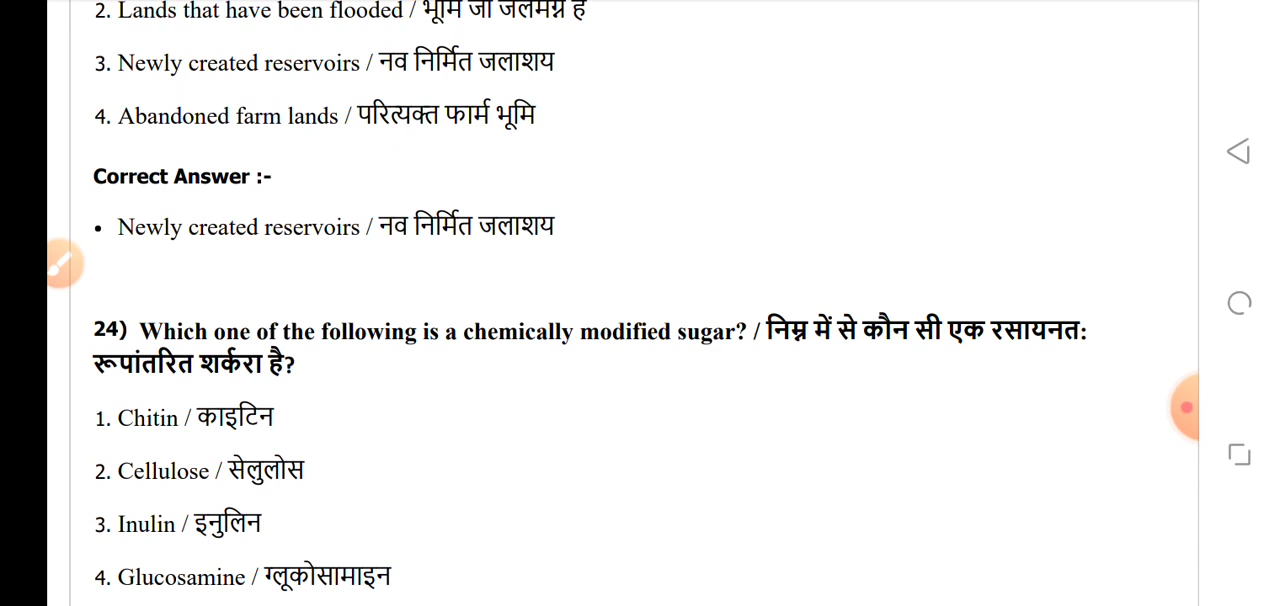 2. Lands that have been flooded / भूमि जो जलमग्न है
3. Newly created reservoirs / नव निर्मित जलाशय
4. Abandoned farm lands / परित्यक्त फार्म भूमि
Correct Answer :-
• Newly created reservoirs / नव निर्मित जलाशय
24) Which one of the following is a chemically modified sugar? / निम्न में से कौन सी एक रसायनत:
रूपांतरित शर्करा है?
1. Chitin / काइटिन
2. Cellulose / सेलुलोस
3. Inulin / इनुलिन
4. Glucosamine / ग्लूकोसामाइन